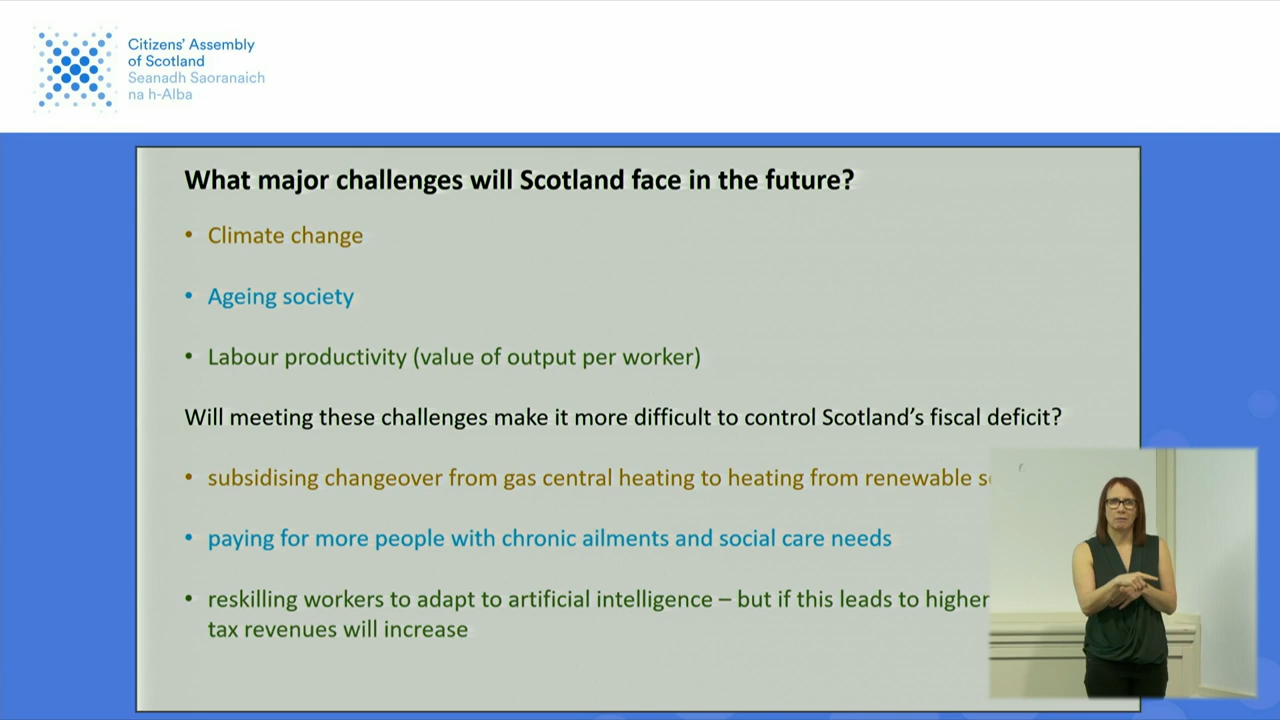 Citizens’ Assembly
of Scotland
Seanadh Saoranaich
na h-Alba
What major challenges will Scotland face in the future?
• Climate change
• Ageing society
• Labour productivity (value of output per worker)
Will meeting these challenges make it more difficult to control Scotland’s fiscal deficit?
• subsidising changeover from gas central heating to heating from renewable
• paying for more people with chronic ailments and social care needs
• reskilling workers to adapt to artificial intelligence – but if this leads to higher
tax revenues will increase